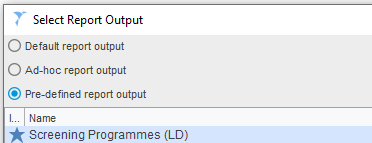 Select Report Output
Default report output
Ad-hoc report output
Pre-defined report output
I... Name
Screening Programmes (LD)